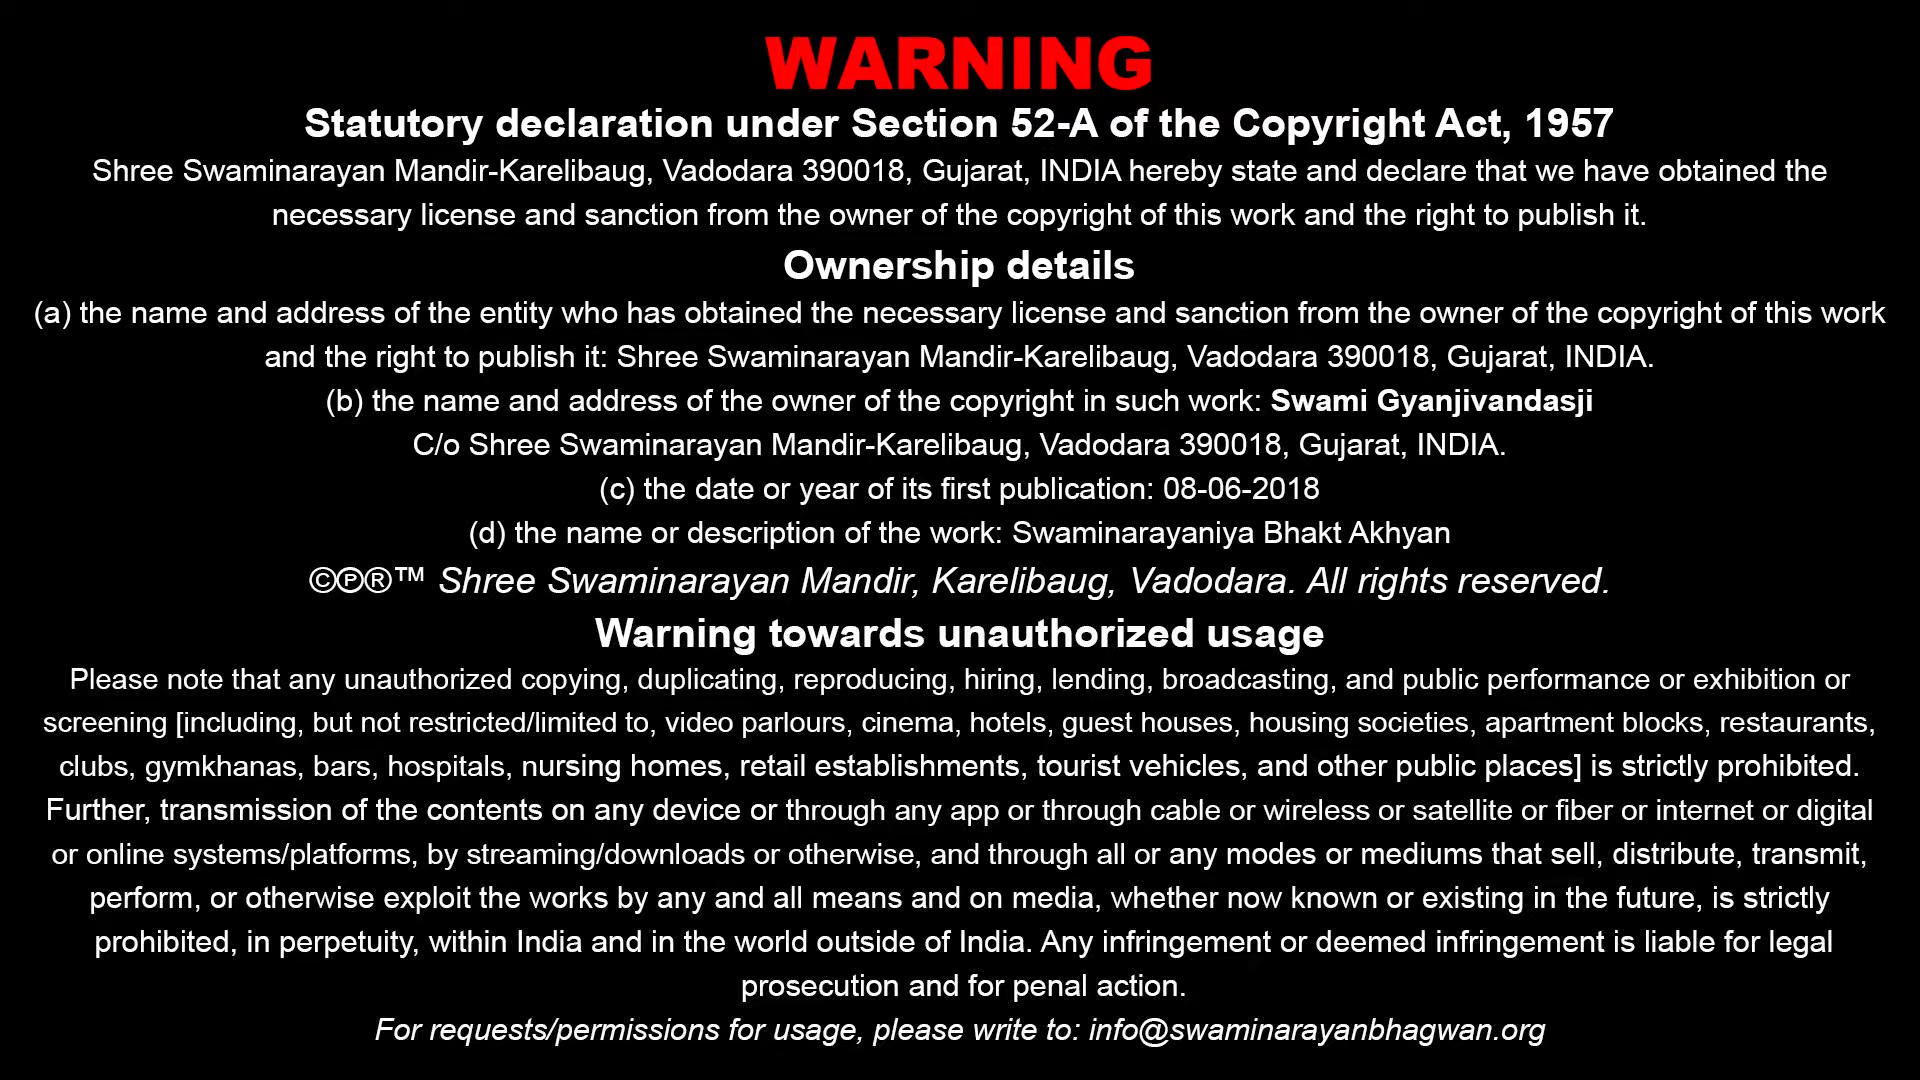 WARNING
Statutory declaration under Section 52-A of the Copyright Act, 1957
Shree Swaminarayan Mandir-Karelibaug, Vadodara 390018, Gujarat, INDIA hereby state and declare that we have obtained the
necessary license and sanction from the owner of the copyright of this work and the right to publish it.
Ownership details
(a) the name and address of the entity who has obtained the necessary license and sanction from the owner of the copyright of this work
and the right to publish it: Shree Swaminarayan Mandir-Karelibaug, Vadodara 390018, Gujarat, INDIA.
(b) the name and address of the owner of the copyright in such work: Swami Gyanjivandasji
C/o Shree Swaminarayan Mandir-Karelibaug, Vadodara 390018, Gujarat, INDIA.
(c) the date or year of its first publication: 08-06-2018
(d) the name or description of the work: Swaminarayaniya Bhakt Akhyan
©℗®™ Shree Swaminarayan Mandir, Karelibaug, Vadodara. All rights reserved.
Warning towards unauthorized usage
Please note that any unauthorized copying, duplicating, reproducing, hiring, lending, broadcasting, and public performance or exhibition or
screening [including, but not restricted/limited to, video parlours, cinema, hotels, guest houses, housing societies, apartment blocks, restaurants,
clubs, gymkhanas, bars, hospitals, nursing homes, retail establishments, tourist vehicles, and other public places] is strictly prohibited.
Further, transmission of the contents on any device or through any app or through cable or wireless or satellite or fiber or internet or digital
or online systems/platforms, by streaming/downloads or otherwise, and through all or any modes or mediums that sell, distribute, transmit,
perform, or otherwise exploit the works by any and all means and on media, whether now known or existing in the future, is strictly
prohibited, in perpetuity, within India and in the world outside of India. Any infringement or deemed infringement is liable for legal
prosecution and for penal action.
For requests/permissions for usage, please write to: info@swaminarayanbhagwan.org